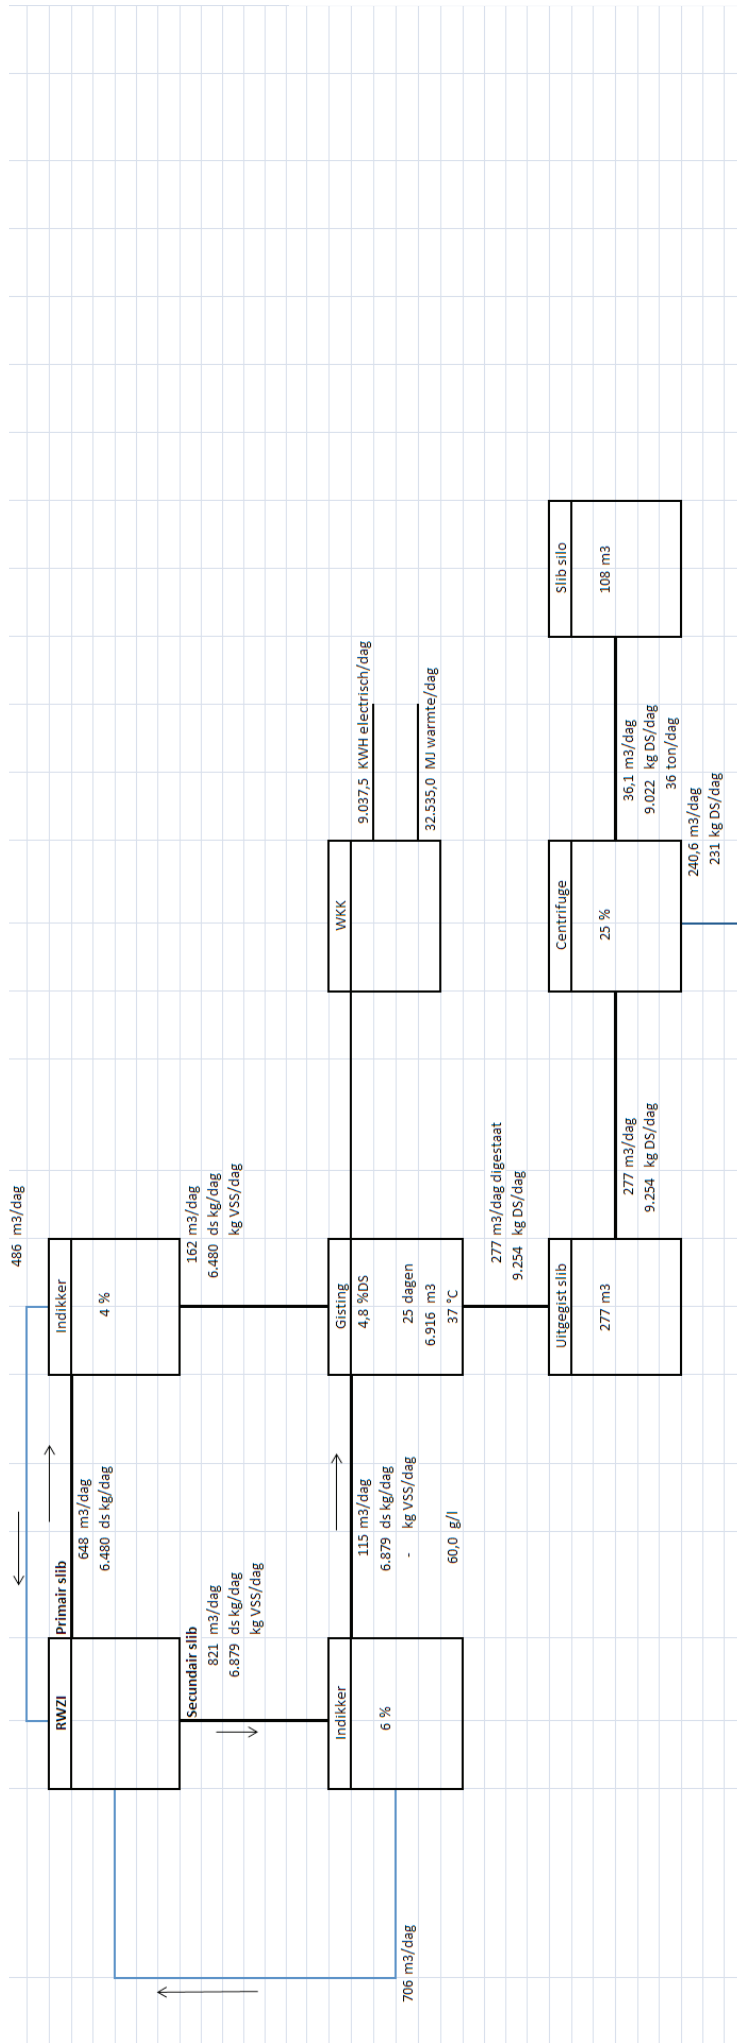 486 m3/dag
RWZI
Primair slib
648 m3/dag
6.480 ds kg/dag
Indikker
4 %
Secundair slib
821 m3/dag
6.879 ds kg/dag
kg VSS/dag
162 m3/dag
6.480 ds kg/dag
kg VSS/dag
Indikker
6 %
115 m3/dag
6.879 ds kg/dag
- kg VSS/dag
60,0 g/l
Gisting
4,8 %DS
25 dagen
6.916 m3
37 °C
WKK
9.037,5 KWH electrisch/dag
32.535,0 MJ warmte/dag
706 m3/dag
277 m3/dag digestaat
9.254 kg DS/dag
Uitgegist slib
277 m3
277 m3/dag
9.254 kg DS/dag
Centrifuge
25 %
36,1 m3/dag
9.022 kg DS/dag
36 ton/dag
Slib silo
108 m3
240,6 m3/dag
231 kg DS/dag